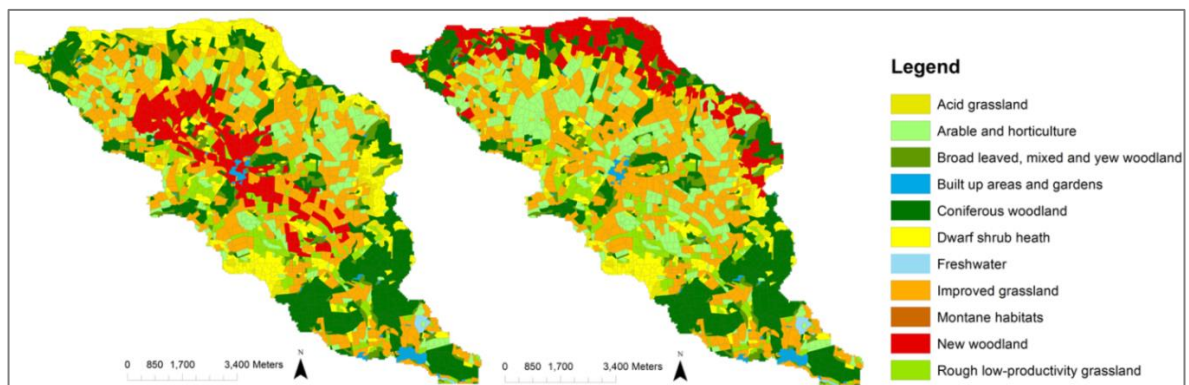 Legend
Acid grassland
Arable and horticulture
Broad leaved, mixed and yew woodland
Built up areas and gardens
Coniferous woodland
Dwarf shrub heath
Freshwater
Improved grassland
Montane habitats
New woodland
Rough low-productivity grassland
0 850 1,700 3,400 Meters
N
0 850 1,700 3,400 Meters
N